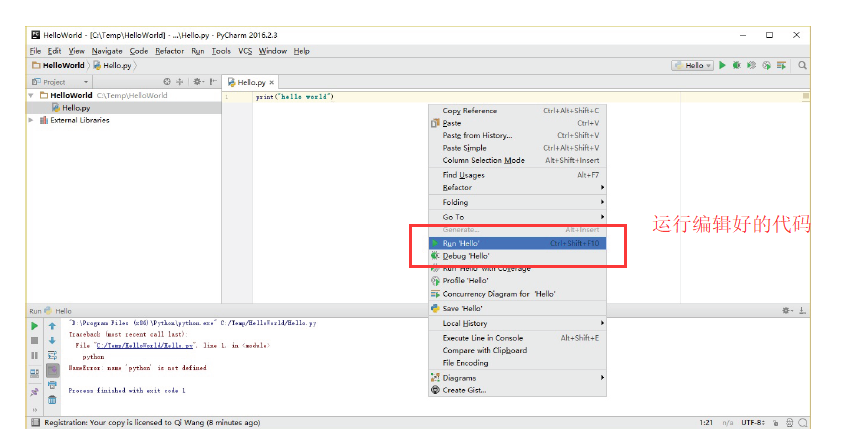 HelloWorld - [C:\Temp\HelloWorld] - ...\Hello.py - PyCharm 2016.2.3
File Edit View Navigate Code Refactor Run Tools VCS Window Help
HelloWorld Hello.py
Hello
Project
Hello.py ×
HelloWorld C:\Temp\HelloWorld
Hello.py
External Libraries
1 print("hello world")
Copy Reference Ctrl+Alt+Shift+C
Paste Ctrl+V
Paste from History... Ctrl+Shift+V
Paste Simple Ctrl+Alt+Shift+V
Column Selection Mode Alt+Shift+Insert
Find Usages Alt+F7
Refactor
Folding
Go To
Generate... Alt+Insert
Run 'Hello' Ctrl+Shift+F10
Debug 'Hello'
Run 'Hello' with Coverage
Profile 'Hello'
Concurrency Diagram for 'Hello'
Save 'Hello'
Local History
Execute Line in Console Alt+Shift+E
Compare with Clipboard
File Encoding
Diagrams
Create Gist...
运行编辑好的代码
Run Hello
"D:\Program Files (x86)\Python\python.exe" C:/Temp/HelloWorld/Hello.py
Traceback (most recent call last):
File "C:/Temp/HelloWorld/Hello.py", line 1, in <module>
python
NameError: name 'python' is not defined
Process finished with exit code 1
Registration: Your copy is licensed to Qi Wang (8 minutes ago)
1:21 n/a UTF-8